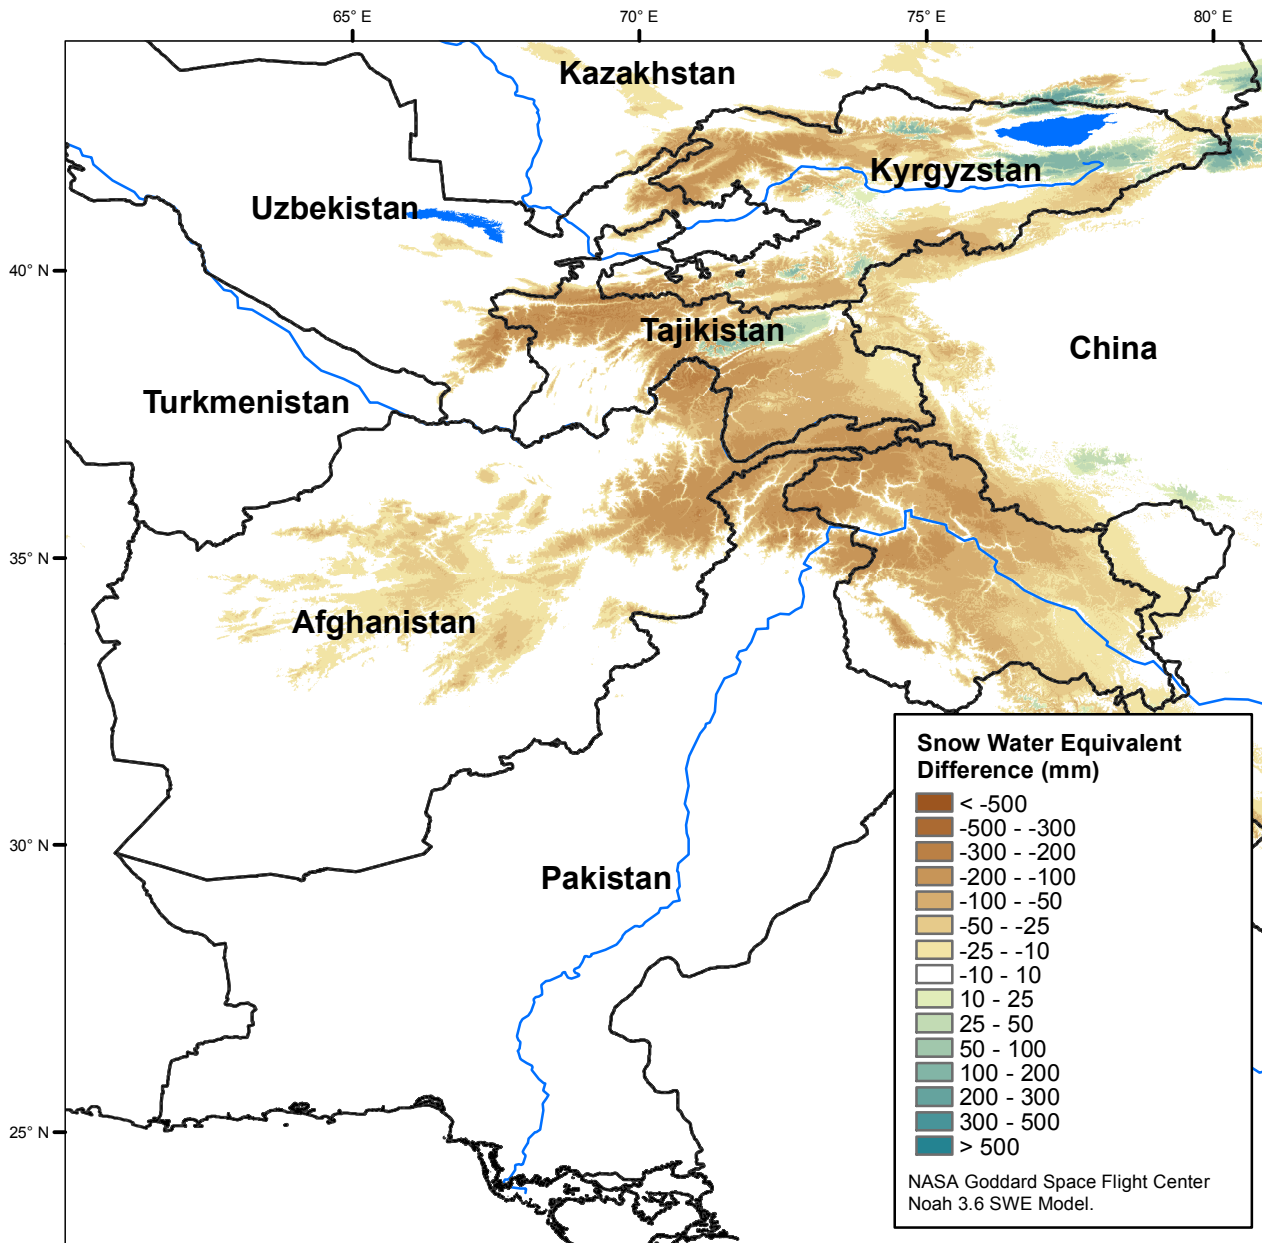 65° E
70° E
75° E
80° E
Kazakhstan
Kyrgyzstan
Uzbekistan
40° N
Tajikistan
China
Turkmenistan
35° N
Afghanistan
30° N
Pakistan
25° N
Snow Water Equivalent
Difference (mm)
< -500
-500 - -300
-300 - -200
-200 - -100
-100 - -50
-50 - -25
-25 - -10
-10 - 10
10 - 25
25 - 50
50 - 100
100 - 200
200 - 300
300 - 500
> 500
NASA Goddard Space Flight Center
Noah 3.6 SWE Model.